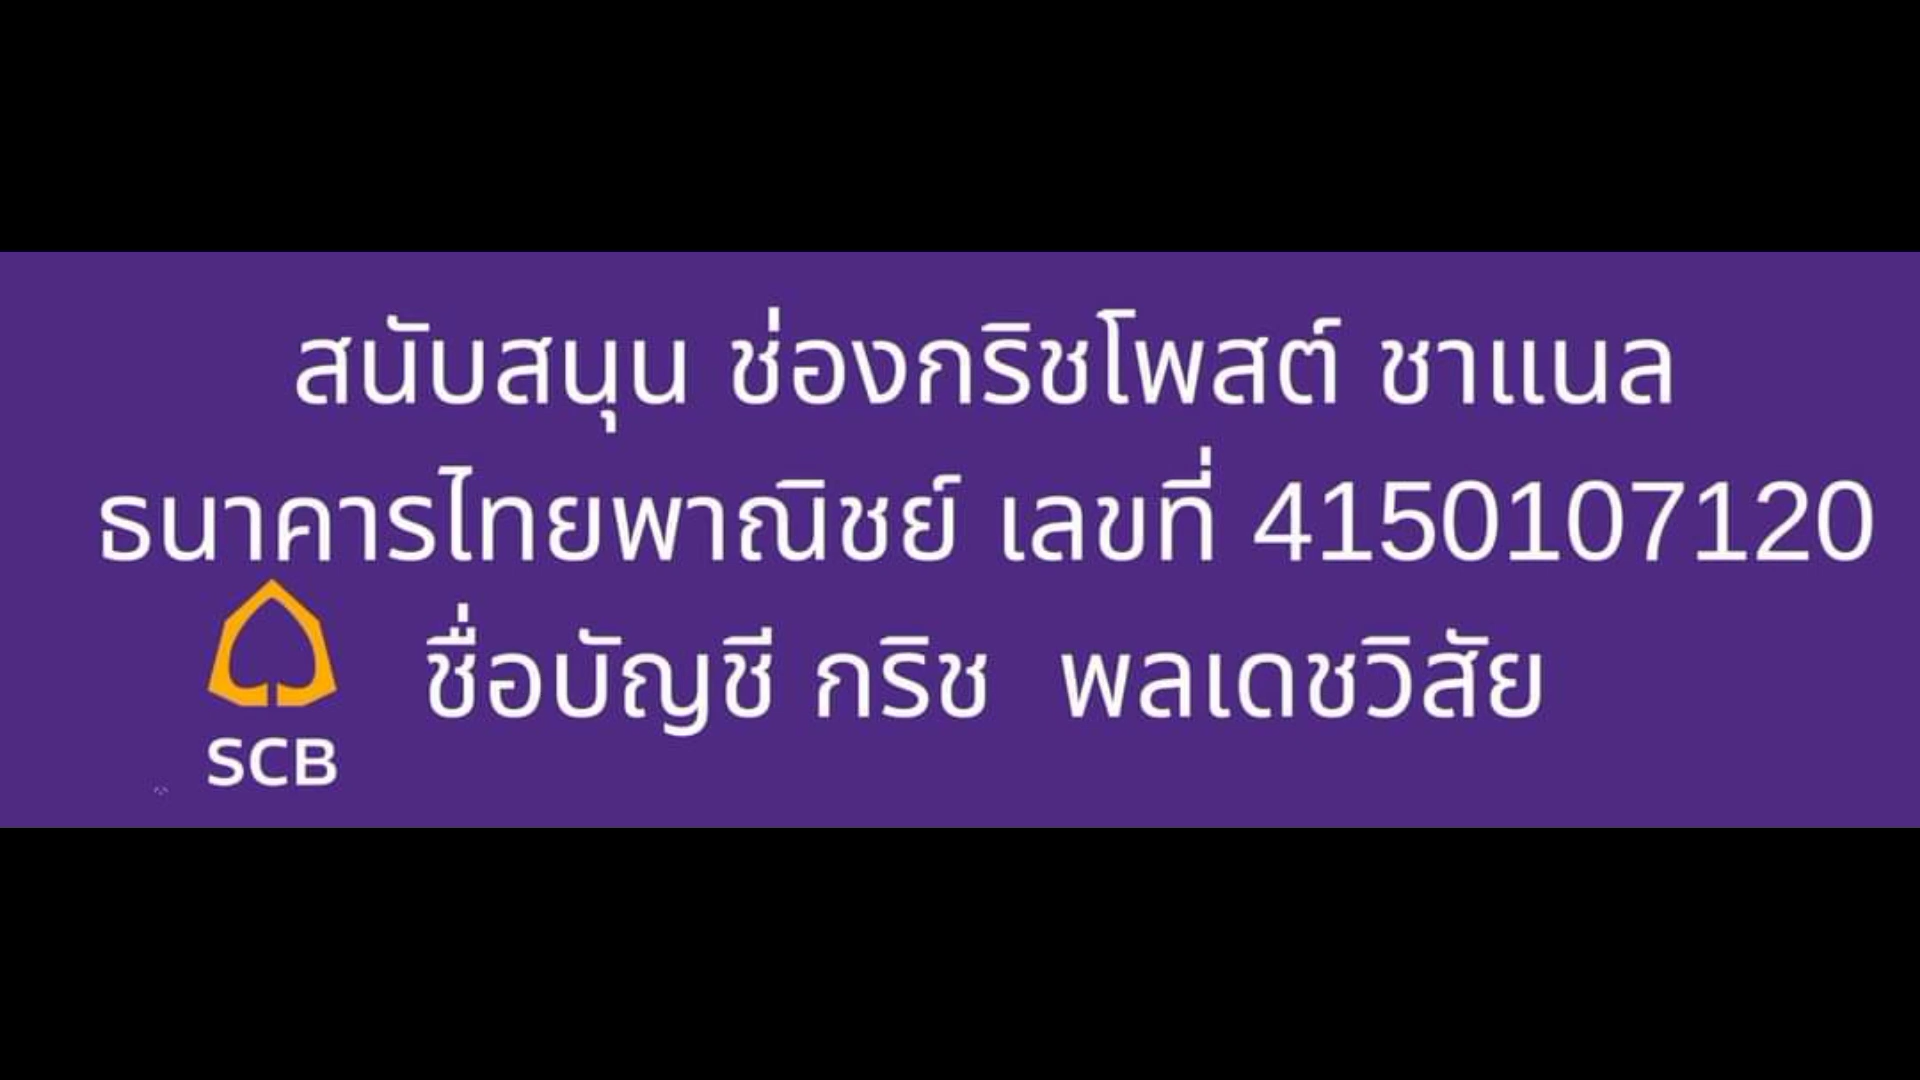 สนับสนุน ช่องกริชโพสต์ ชาแนล
ธนาคารไทยพาณิชย์ เลขที่ 4150107120
ชื่อบัญชี กริช พลเดชวิสัย
SCB